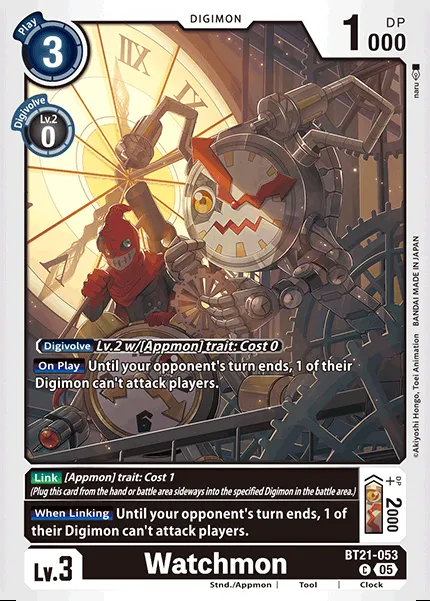 Play
3
DIGIMON
1000
DP
Digivolve
Lv.2
0
naru
XII
I
Digivolve Lv.2 w/[Appmon] trait: Cost 0
On Play Until your opponent's turn ends, 1 of their
Digimon can't attack players.
6
©Akiyoshi Hongo, Toei Animation BANDAI MADE IN JAPAN
Link [Appmon] trait: Cost 1
(Plug this card from the hand or battle area sideways into the specified Digimon in the battle area.)
When Linking Until your opponent's turn ends, 1 of
their Digimon can't attack players.
DP
+2000
Lv.3
Watchmon
BT21-053
C 05
Stnd./Appmon Tool Clock